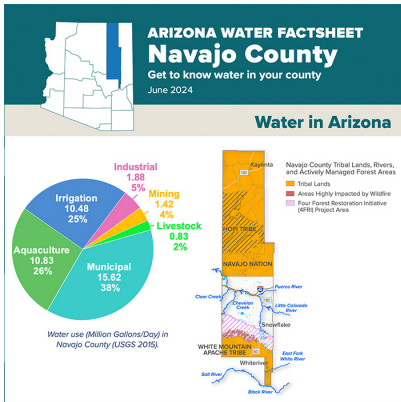 ARIZONA WATER FACTSHEET
Navajo County
Get to know water in your county
June 2024
Water in Arizona
Industrial
1.88
5%
Mining
1.42
4%
Livestock
0.83
2%
Irrigation
10.48
25%
Aquaculture
10.83
26%
Municipal
15.62
38%
Water use (Million Gallons/Day) in
Navajo County (USGS 2015).
Kayenta
160
HOPI TRIBE
NAVAJO NATION
Puerco River
Clear Creek
Chevelon
Creek
Little Colorado
River
Snowflake
WHITE MOUNTAIN
APACHE TRIBE
60
East Fork
White River
Whiteriver
Salt River
Black River
Navajo County Tribal Lands, Rivers,
and Actively Managed Forest Areas
Tribal Lands
Areas Highly Impacted by Wildfire
Four Forest Restoration Initiative
(4FRI) Project Area